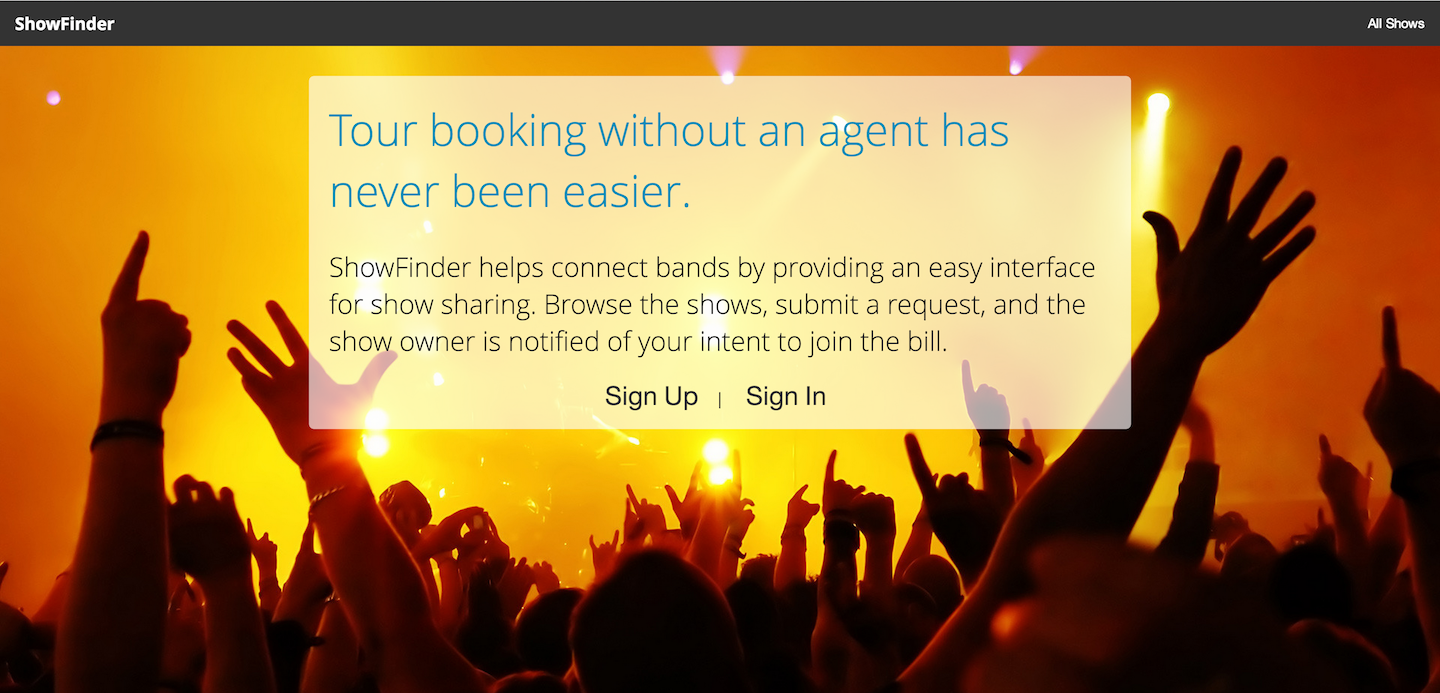 ShowFinder
All Shows
Tour booking without an agent has
never been easier.
ShowFinder helps connect bands by providing an easy interface
for show sharing. Browse the shows, submit a request, and the
show owner is notified of your intent to join the bill.
Sign Up | Sign In